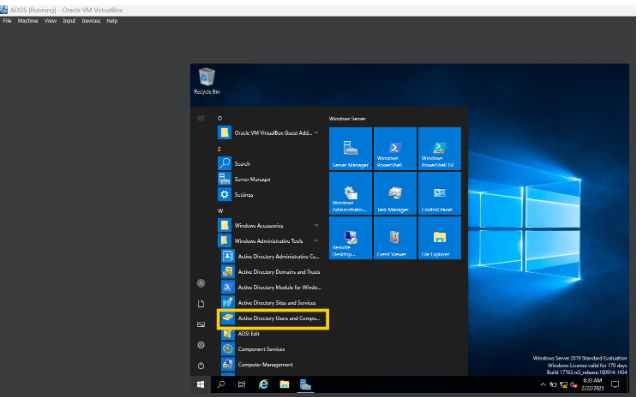 ADDS [Running] - Oracle VM VirtualBox
File Machine View Input Devices Help
Recycle Bin
O
Windows Server
Oracle VM VirtualBox Guest Add...
S
Search
Server Manager
Settings
W
Windows Accessories
Windows Administrative Tools
Active Directory Administrative Ce...
Active Directory Domains and Trusts
Active Directory Module for Windo...
Active Directory Sites and Services
Active Directory Users and Compu...
ADSI Edit
Component Services
Computer Management
Server Manager
Windows PowerShell
Windows PowerShell ISE
Windows Administrativ...
Task Manager
Control Panel
Remote Desktop...
Event Viewer
File Explorer
Windows Server 2019 Standard Evaluation
Windows License valid for 179 days
Build 17763.rs5_release.180914-1434
6:33 AM
2/22/2025